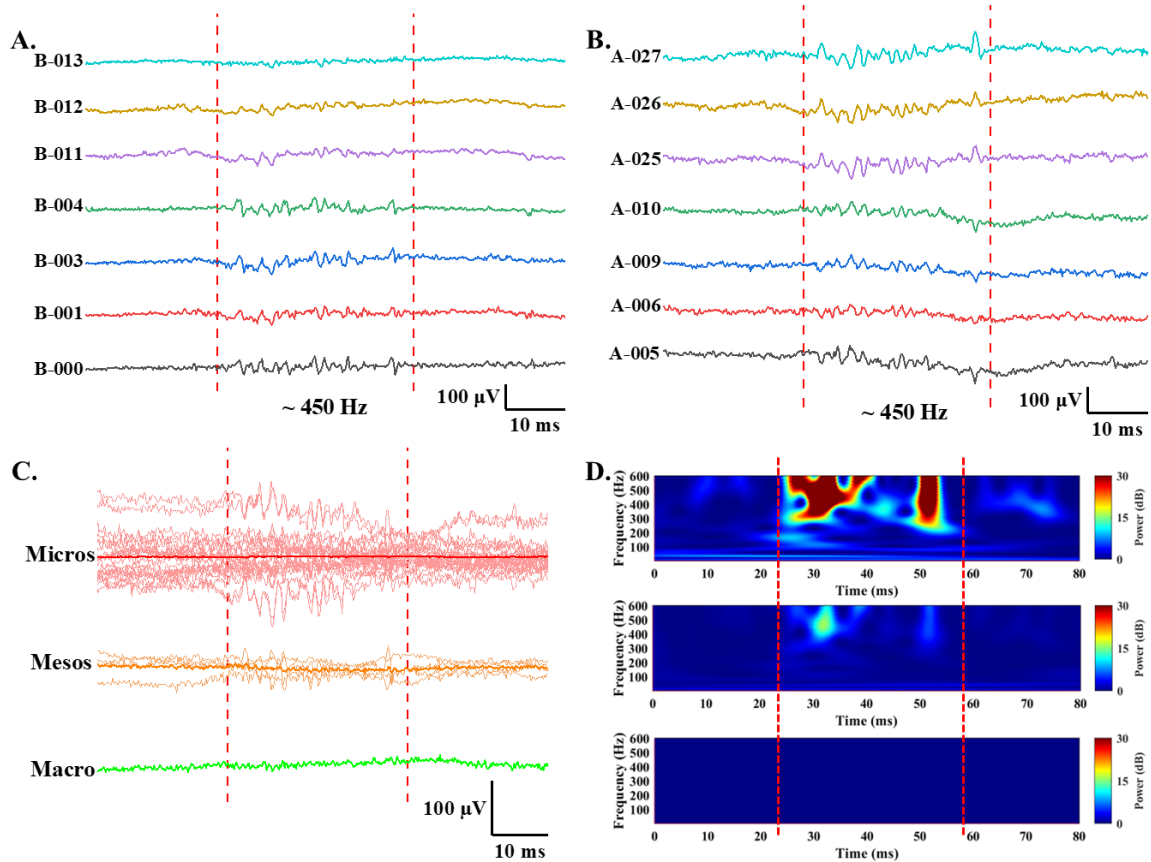 A.
B-013
B-012
B-011
B-004
B-003
B-001
B-000
~ 450 Hz
100 µV
10 ms
B.
A-027
A-026
A-025
A-010
A-009
A-006
A-005
~ 450 Hz
100 µV
10 ms
C.
Micros
Mesos
Macro
100 µV
10 ms
D.
Frequency (Hz)
600
500
400
300
200
100
0 10 20 30 40 50 60 70 80
Time (ms)
30
15
0
Power (dB)
Frequency (Hz)
600
500
400
300
200
100
0 10 20 30 40 50 60 70 80
Time (ms)
30
15
0
Power (dB)
Frequency (Hz)
600
500
400
300
200
100
0 10 20 30 40 50 60 70 80
Time (ms)
30
15
0
Power (dB)